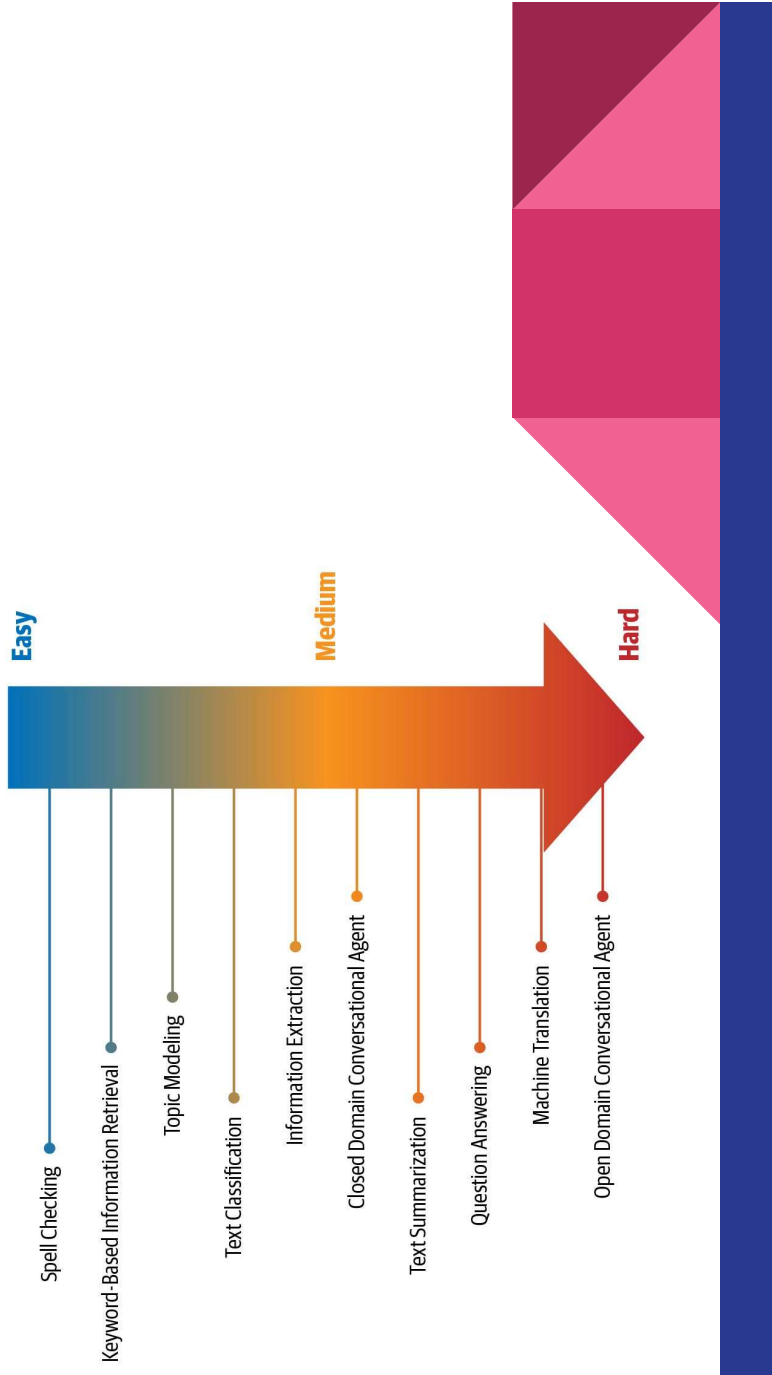 Spell Checking
Keyword-Based Information Retrieval
Topic Modeling
Text Classification
Information Extraction
Closed Domain Conversational Agent
Text Summarization
Question Answering
Machine Translation
Open Domain Conversational Agent
Easy
Medium
Hard